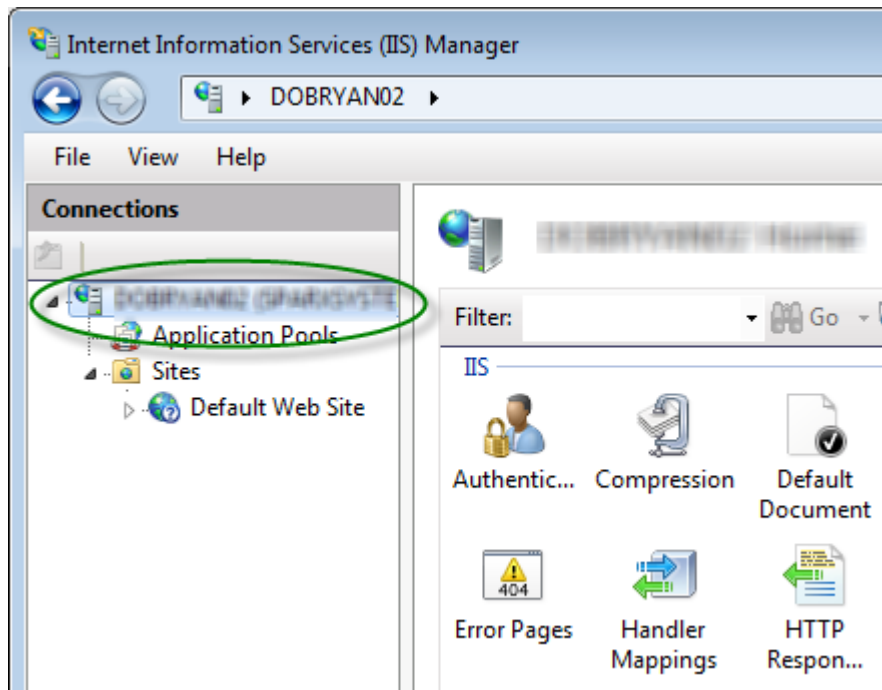 Internet Information Services (IIS) Manager
DOBRYAN02
File View Help
Connections
Application Pools
Sites
Default Web Site
Filter:
Go
IIS
Authentic...
Compression
Default
Document
404
Error Pages
Handler
Mappings
HTTP
Respon...